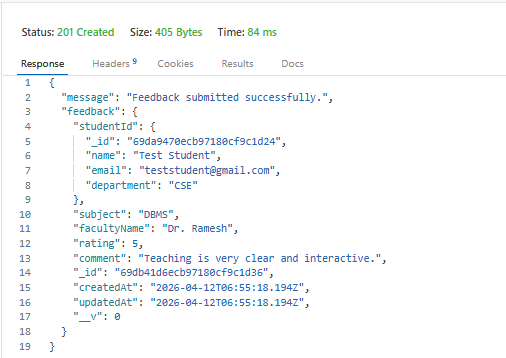 Status: 201 Created Size: 405 Bytes Time: 84 ms
Response Headers 9 Cookies Results Docs
1 {
2 "message": "Feedback submitted successfully.",
3 "feedback": {
4 "studentId": {
5 "_id": "69da9470ecb97180cf9c1d24",
6 "name": "Test Student",
7 "email": "teststudent@gmail.com",
8 "department": "CSE"
9 },
10 "subject": "DBMS",
11 "facultyName": "Dr. Ramesh",
12 "rating": 5,
13 "comment": "Teaching is very clear and interactive.",
14 "_id": "69db41d6ecb97180cf9c1d36",
15 "createdAt": "2026-04-12T06:55:18.194Z",
16 "updatedAt": "2026-04-12T06:55:18.194Z",
17 "__v": 0
18 }
19 }